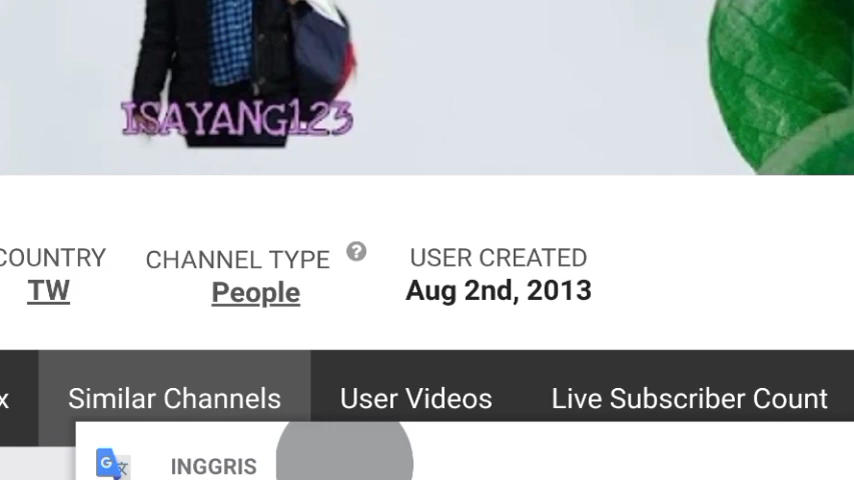 ISAYANG123
COUNTRY
CHANNEL TYPE ?
USER CREATED
TW
People
Aug 2nd, 2013
x
Similar Channels
User Videos
Live Subscriber Count
G 文
INGGRIS